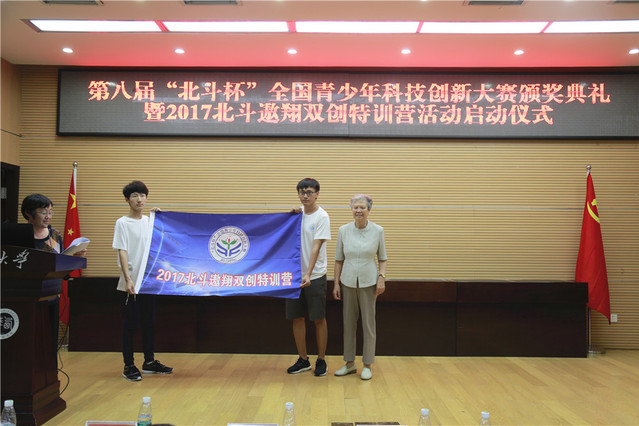 第八届“北斗杯”全国青少年科技创新大赛颁奖典礼
暨2017北斗遨翔双创特训营活动启动仪式
2017北斗遨翔双创特训营
大学